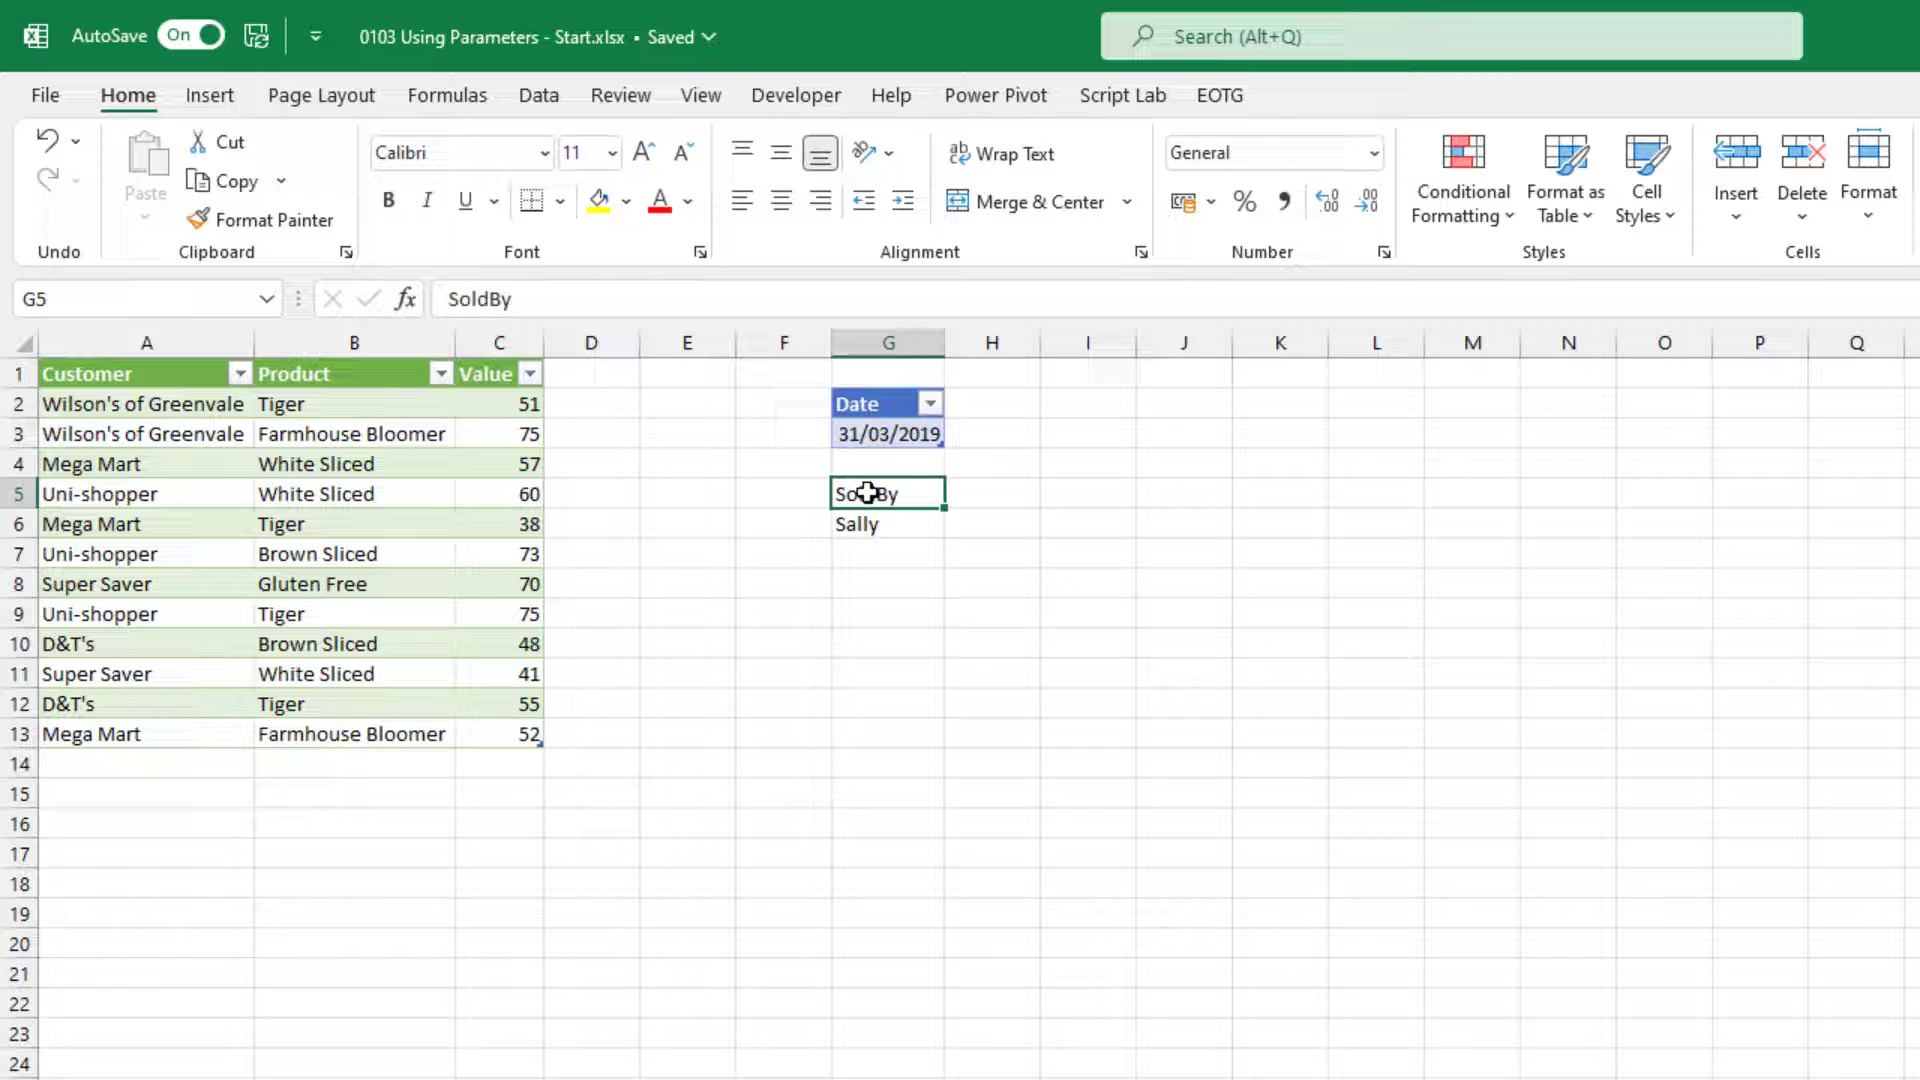 AutoSave On 0103 Using Parameters - Start.xlsx • Saved Search (Alt+Q)
File Home Insert Page Layout Formulas Data Review View Developer Help Power Pivot Script Lab EOTG
Paste Cut Copy Format Painter
Calibri 11
B I U A
Wrap Text
Merge & Center
General
%
Conditional Formatting
Format as Table
Cell Styles
Insert Delete Format
Undo Clipboard Font Alignment Number Styles Cells
G5 fx SoldBy
A B C D E F G H I J K L M N O P Q
1 Customer Product Value
2 Wilson's of Greenvale Tiger 51 Date
3 Wilson's of Greenvale Farmhouse Bloomer 75 31/03/2019
4 Mega Mart White Sliced 57
5 Uni-shopper White Sliced 60 SoldBy
6 Mega Mart Tiger 38 Sally
7 Uni-shopper Brown Sliced 73
8 Super Saver Gluten Free 70
9 Uni-shopper Tiger 75
10 D&T's Brown Sliced 48
11 Super Saver White Sliced 41
12 D&T's Tiger 55
13 Mega Mart Farmhouse Bloomer 52
14
15
16
17
18
19
20
21
22
23
24